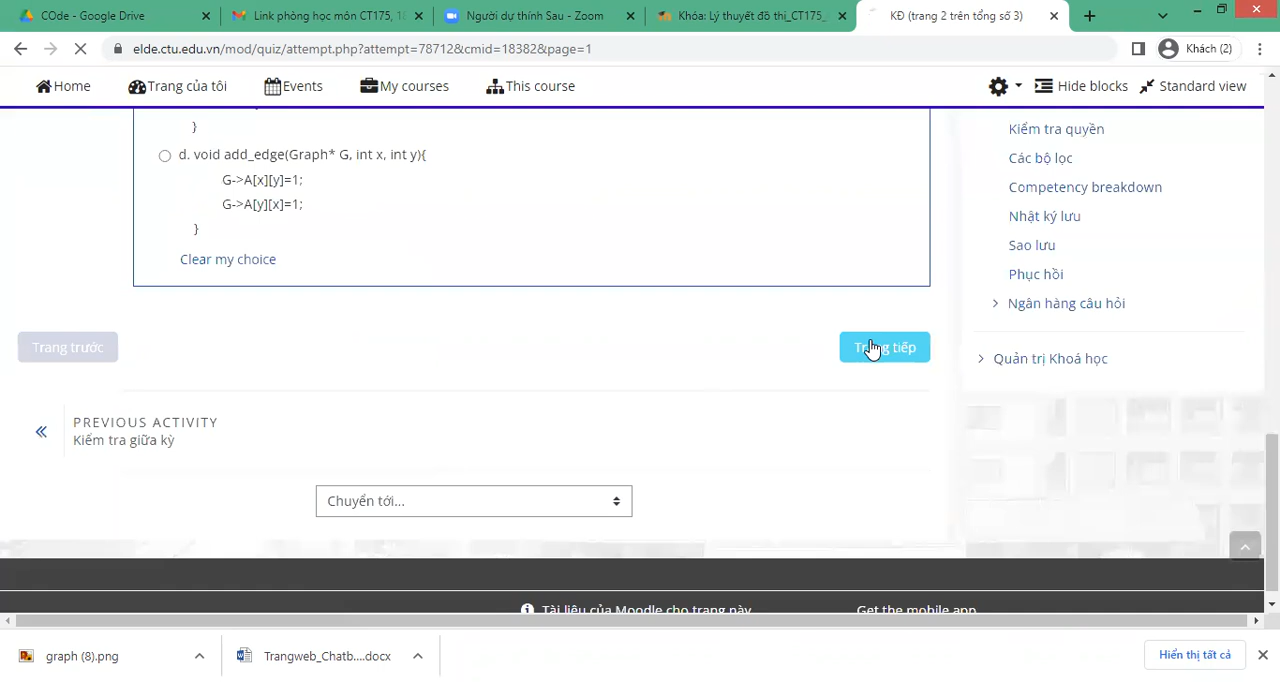 COde - Google Drive
Link phòng học môn CT175, 1
Người dự thính Sau - Zoom
Khóa: Lý thuyết đồ thị_CT175_
KĐ (trang 2 trên tổng số 3)
elde.ctu.edu.vn/mod/quiz/attempt.php?attempt=78712&cmid=18382&page=1
Khách (2)
Home
Trang của tôi
Events
My courses
This course
Hide blocks
Standard view
}
d. void add_edge(Graph* G, int x, int y){
G->A[x][y]=1;
G->A[y][x]=1;
}
Clear my choice
Trang trước
Trang tiếp
PREVIOUS ACTIVITY
Kiểm tra giữa kỳ
Chuyển tới...
Kiểm tra quyền
Các bộ lọc
Competency breakdown
Nhật ký lưu
Sao lưu
Phục hồi
Ngân hàng câu hỏi
Quản trị Khoá học
Tài liệu của Moodle cho trang này
Get the mobile app
graph (8).png
Trangweb_Chatb....docx
Hiển thị tất cả